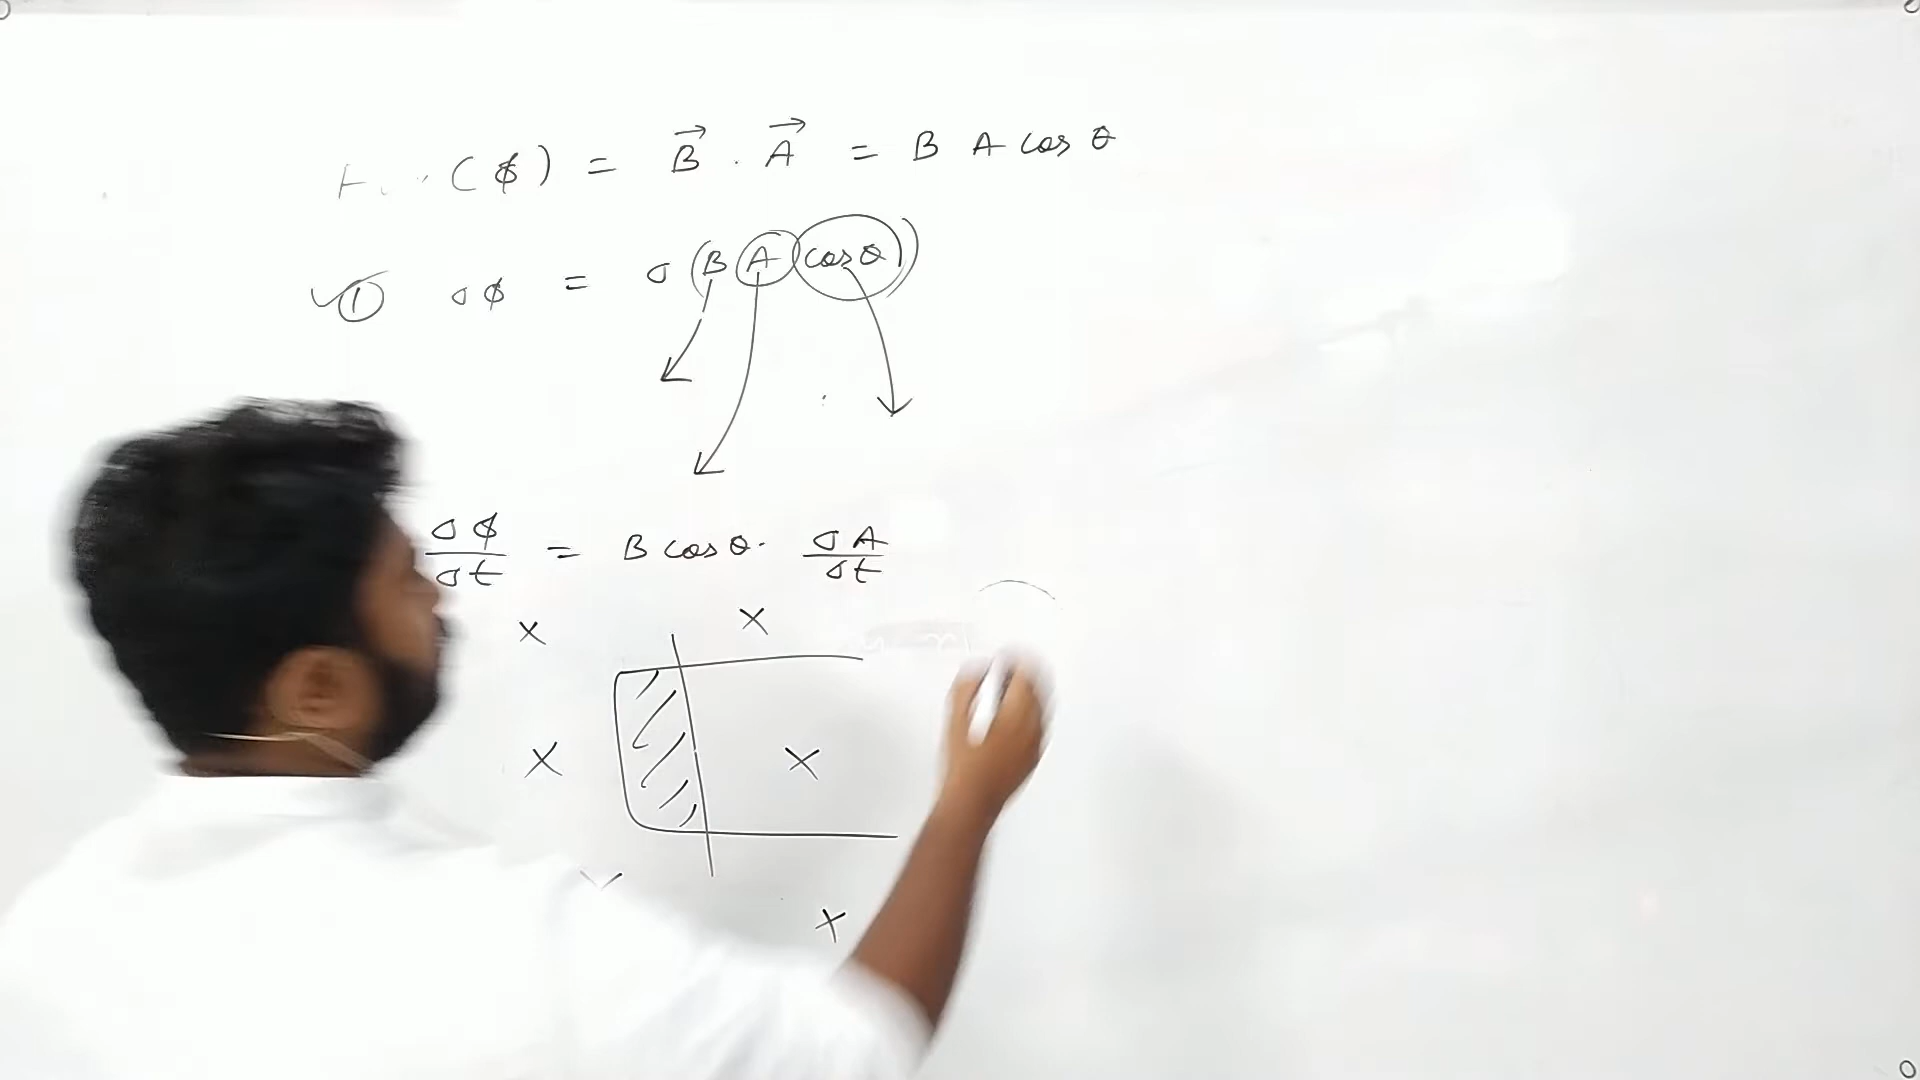 (φ) = B⃗ . A⃗ = B A cos θ
① △φ = △(B A cos θ)
△φ/△t = B cos θ. △A/△t
x x
x x
x
x